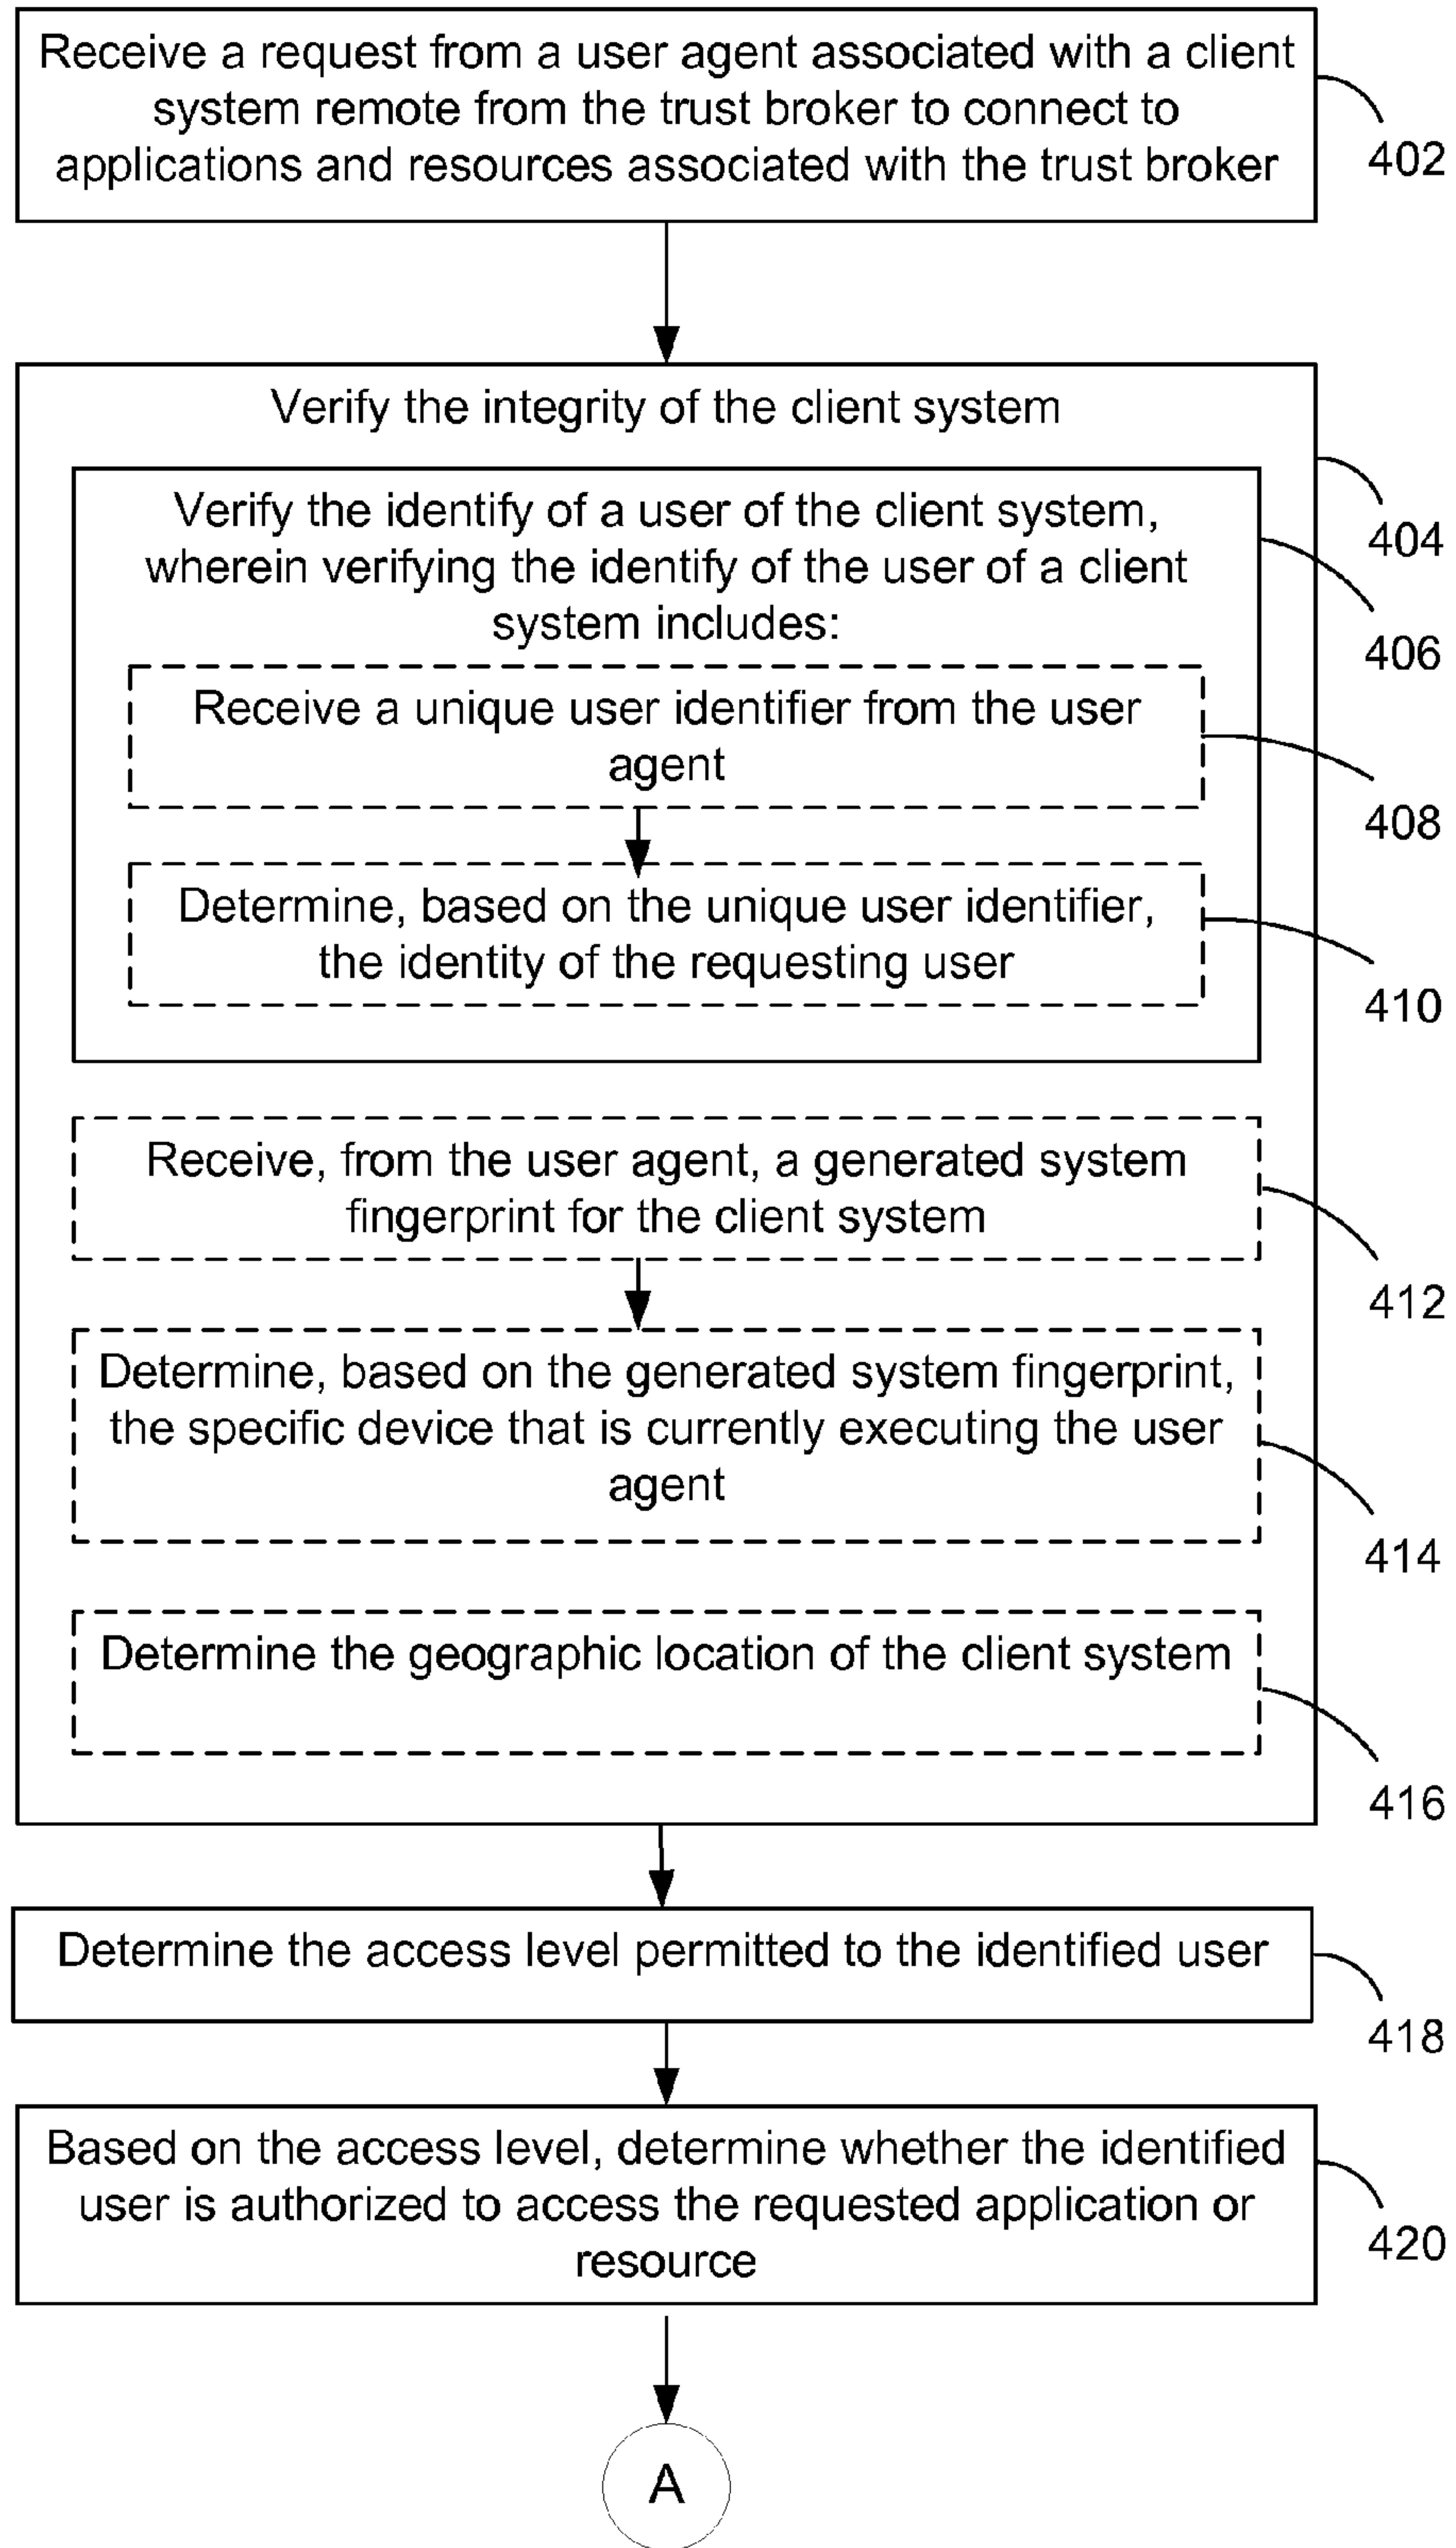 Receive a request from a user agent associated with a client
system remote from the trust broker to connect to
applications and resources associated with the trust broker
402
Verify the integrity of the client system
404
Verify the identify of a user of the client system,
wherein verifying the identify of the user of a client
system includes:
406
Receive a unique user identifier from the user
agent
408
Determine, based on the unique user identifier,
the identity of the requesting user
410
Receive, from the user agent, a generated system
fingerprint for the client system
412
Determine, based on the generated system fingerprint,
the specific device that is currently executing the user
agent
414
Determine the geographic location of the client system
416
Determine the access level permitted to the identified user
418
Based on the access level, determine whether the identified
user is authorized to access the requested application or
resource
420
A